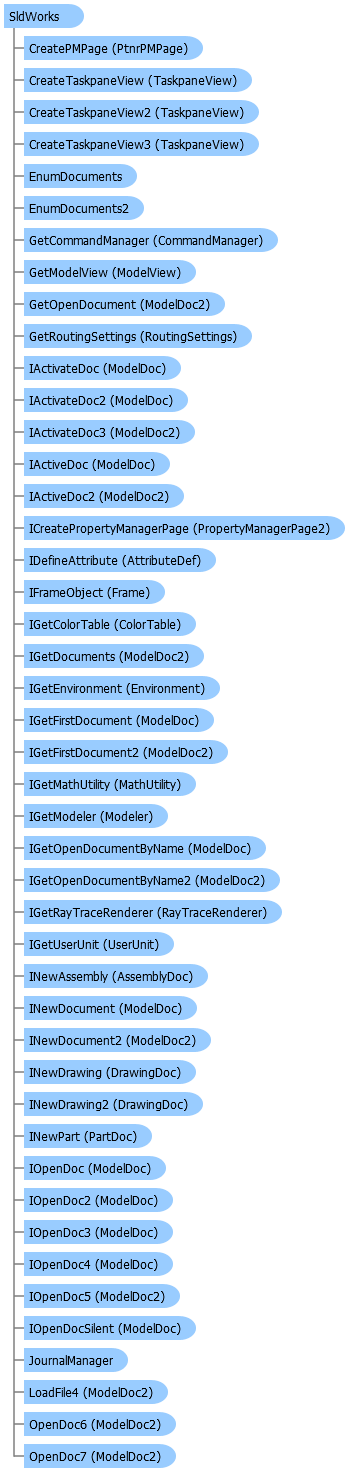 SldWorks
CreatePMPage (PtnrPMPage)
CreateTaskpaneView (TaskpaneView)
CreateTaskpaneView2 (TaskpaneView)
CreateTaskpaneView3 (TaskpaneView)
EnumDocuments
EnumDocuments2
GetCommandManager (CommandManager)
GetModelView (ModelView)
GetOpenDocument (ModelDoc2)
GetRoutingSettings (RoutingSettings)
IActivateDoc (ModelDoc)
IActivateDoc2 (ModelDoc)
IActivateDoc3 (ModelDoc2)
IActiveDoc (ModelDoc)
IActiveDoc2 (ModelDoc2)
ICreatePropertyManagerPage (PropertyManagerPage2)
IDefineAttribute (AttributeDef)
IFrameObject (Frame)
IGetColorTable (ColorTable)
IGetDocuments (ModelDoc2)
IGetEnvironment (Environment)
IGetFirstDocument (ModelDoc)
IGetFirstDocument2 (ModelDoc2)
IGetMathUtility (MathUtility)
IGetModeler (Modeler)
IGetOpenDocumentByName (ModelDoc)
IGetOpenDocumentByName2 (ModelDoc2)
IGetRayTraceRenderer (RayTraceRenderer)
IGetUserUnit (UserUnit)
INewAssembly (AssemblyDoc)
INewDocument (ModelDoc)
INewDocument2 (ModelDoc2)
INewDrawing (DrawingDoc)
INewDrawing2 (DrawingDoc)
INewPart (PartDoc)
IOpenDoc (ModelDoc)
IOpenDoc2 (ModelDoc)
IOpenDoc3 (ModelDoc)
IOpenDoc4 (ModelDoc)
IOpenDoc5 (ModelDoc2)
IOpenDocSilent (ModelDoc)
JournalManager
LoadFile4 (ModelDoc2)
OpenDoc6 (ModelDoc2)
OpenDoc7 (ModelDoc2)